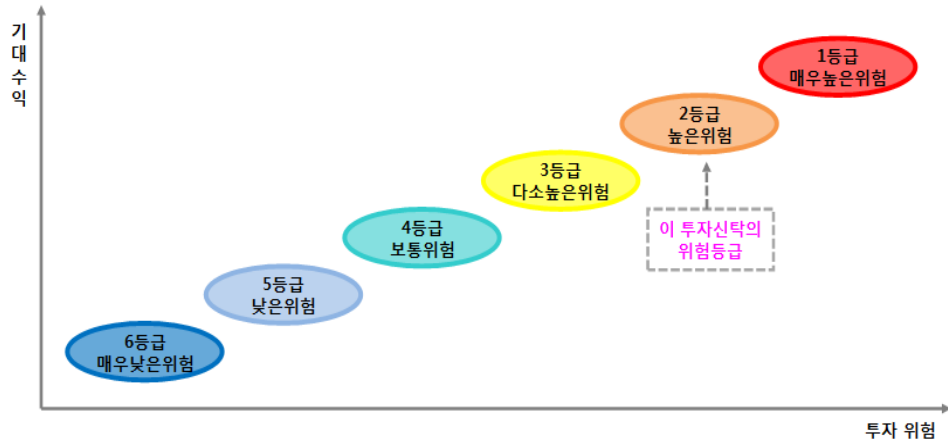 기대수익
1등급
매우높은위험
2등급
높은위험
3등급
다소높은위험
이 투자신탁의
위험등급
4등급
보통위험
5등급
낮은위험
6등급
매우낮은위험
투자 위험